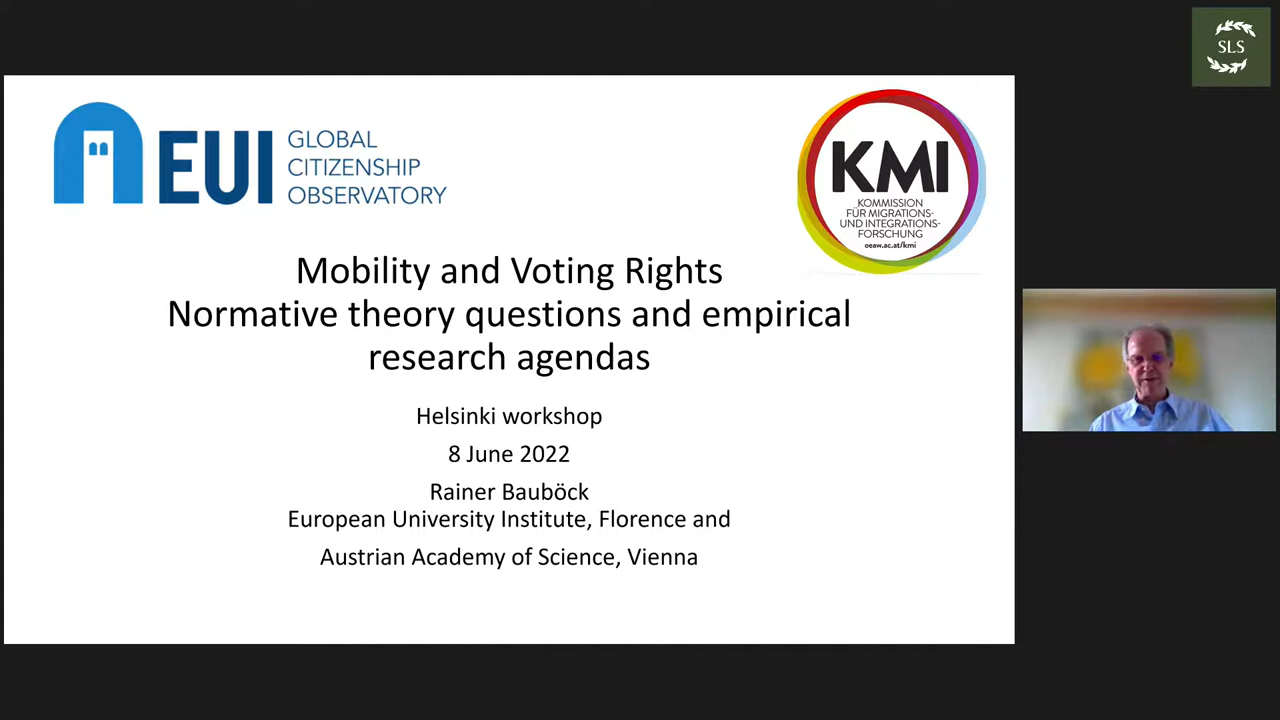 SLS
EUI
GLOBAL
CITIZENSHIP
OBSERVATORY
KMI
KOMMISSION
FÜR MIGRATIONS-
UND INTEGRATIONS-
FORSCHUNG
oeaw.ac.at/kmi
Mobility and Voting Rights
Normative theory questions and empirical
research agendas
Helsinki workshop
8 June 2022
Rainer Bauböck
European University Institute, Florence and
Austrian Academy of Science, Vienna